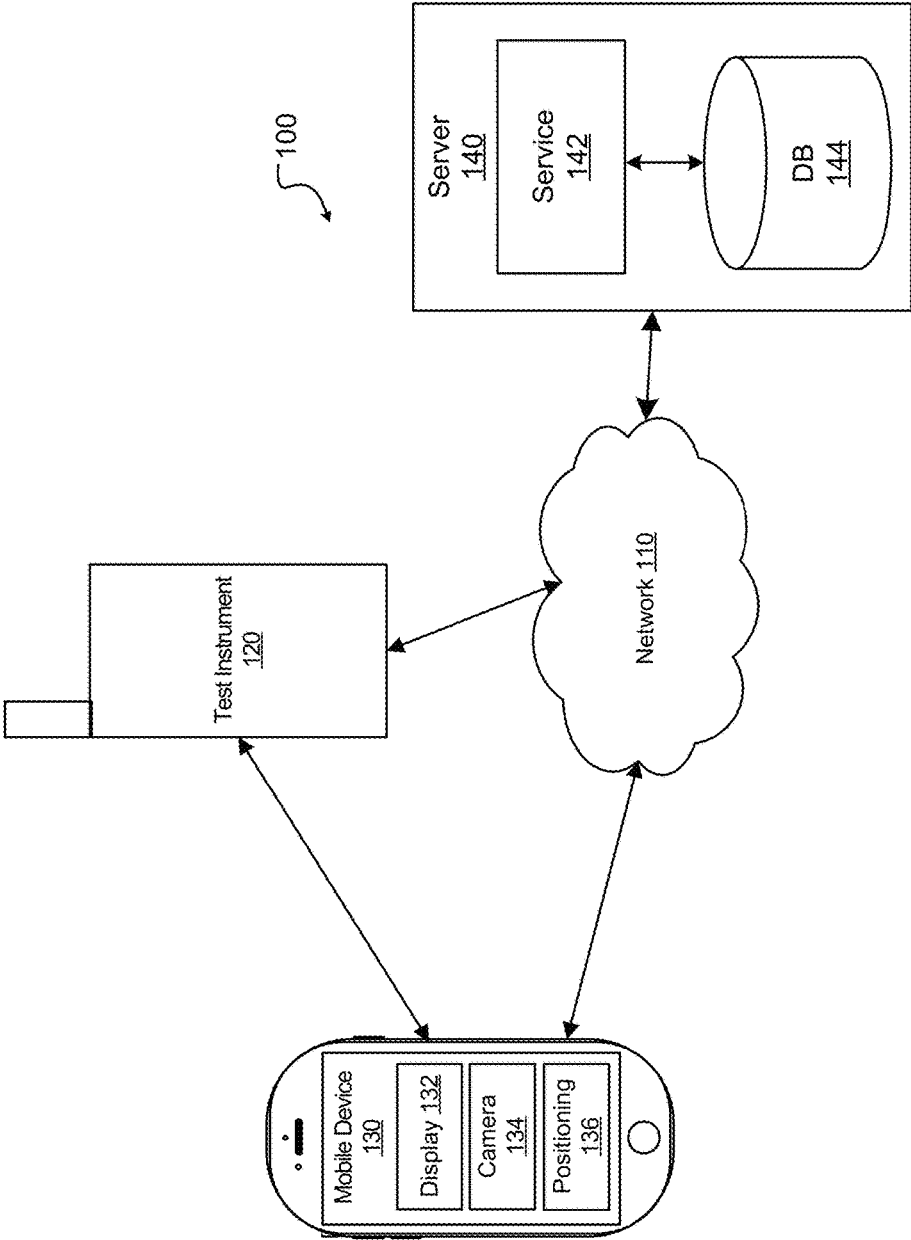 100
Server
140
Service
142
DB
144
Test Instrument
120
Network 110
Mobile Device
130
Display 132
Camera
134
Positioning
136